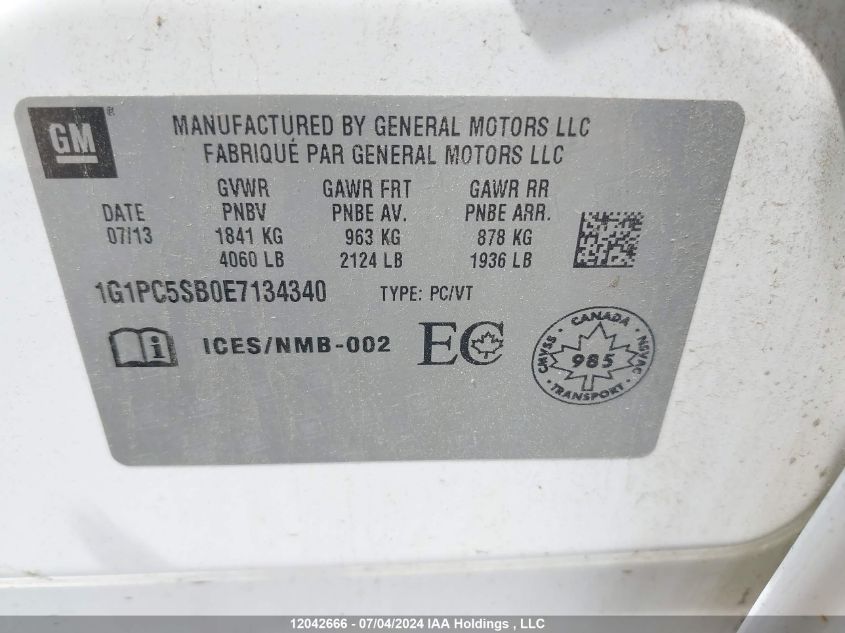 GM®
MANUFACTURED BY GENERAL MOTORS LLC
FABRIQUÉ PAR GENERAL MOTORS LLC
GVWR GAWR FRT GAWR RR
DATE PNBV PNBE AV. PNBE ARR.
07/13 1841 KG 963 KG 878 KG
4060 LB 2124 LB 1936 LB
1G1PC5SB0E7134340 TYPE: PC/VT
i ICES/NMB-002 EC
CANADA
CMVSS 985 NSVAC
TRANSPORT
12042666 - 07/04/2024 IAA Holdings , LLC